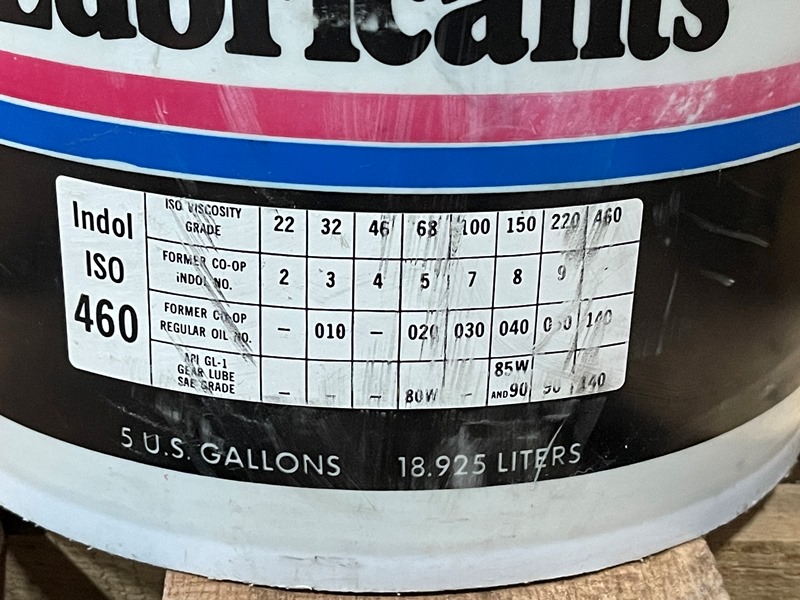 Lubricants
Indol
ISO
460
ISO VISCOSITY
GRADE 22 32 46 68 100 150 220 460
FORMER CO-OP
INDOL NO. 2 3 4 5 7 8 9 -
FORMER CO-OP
REGULAR OIL NO. – 010 – 020 030 040 140
API GL-1
GEAR LUBE
SAE GRADE – – – 80W – 85W
AND 90 90 140
5 U.S. GALLONS 18.925 LITERS